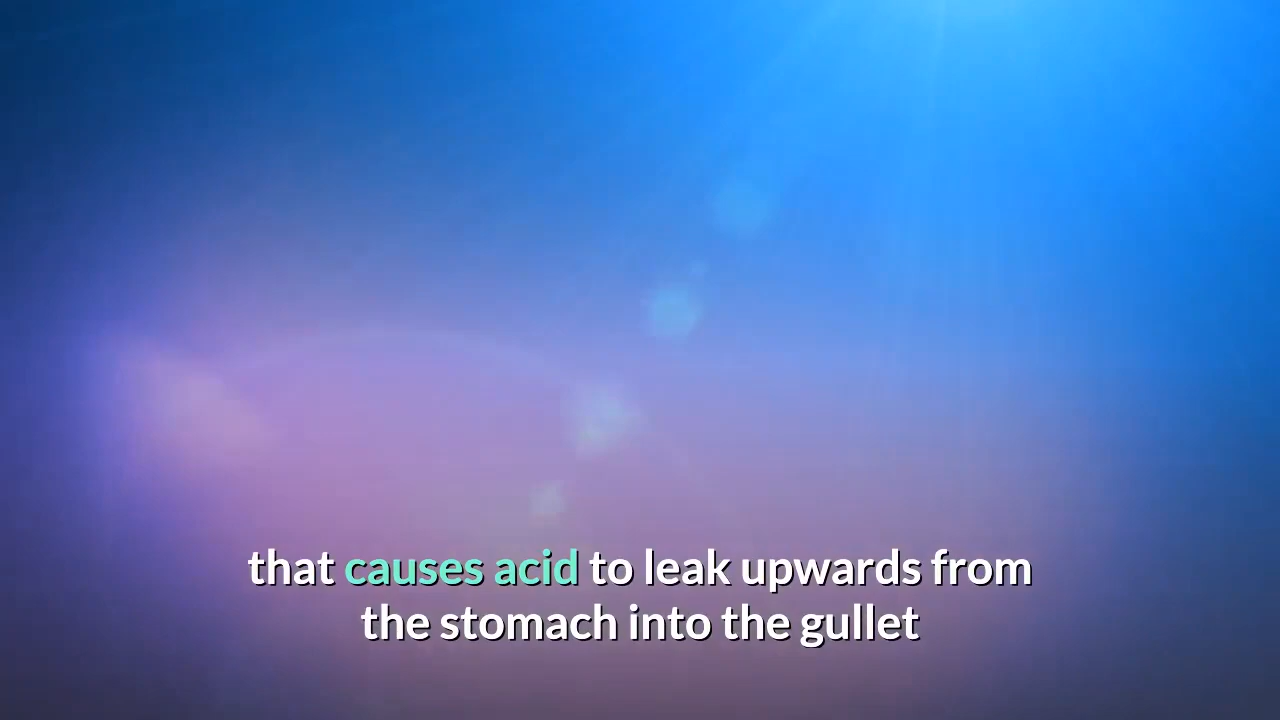 that causes acid to leak upwards from
the stomach into the gullet